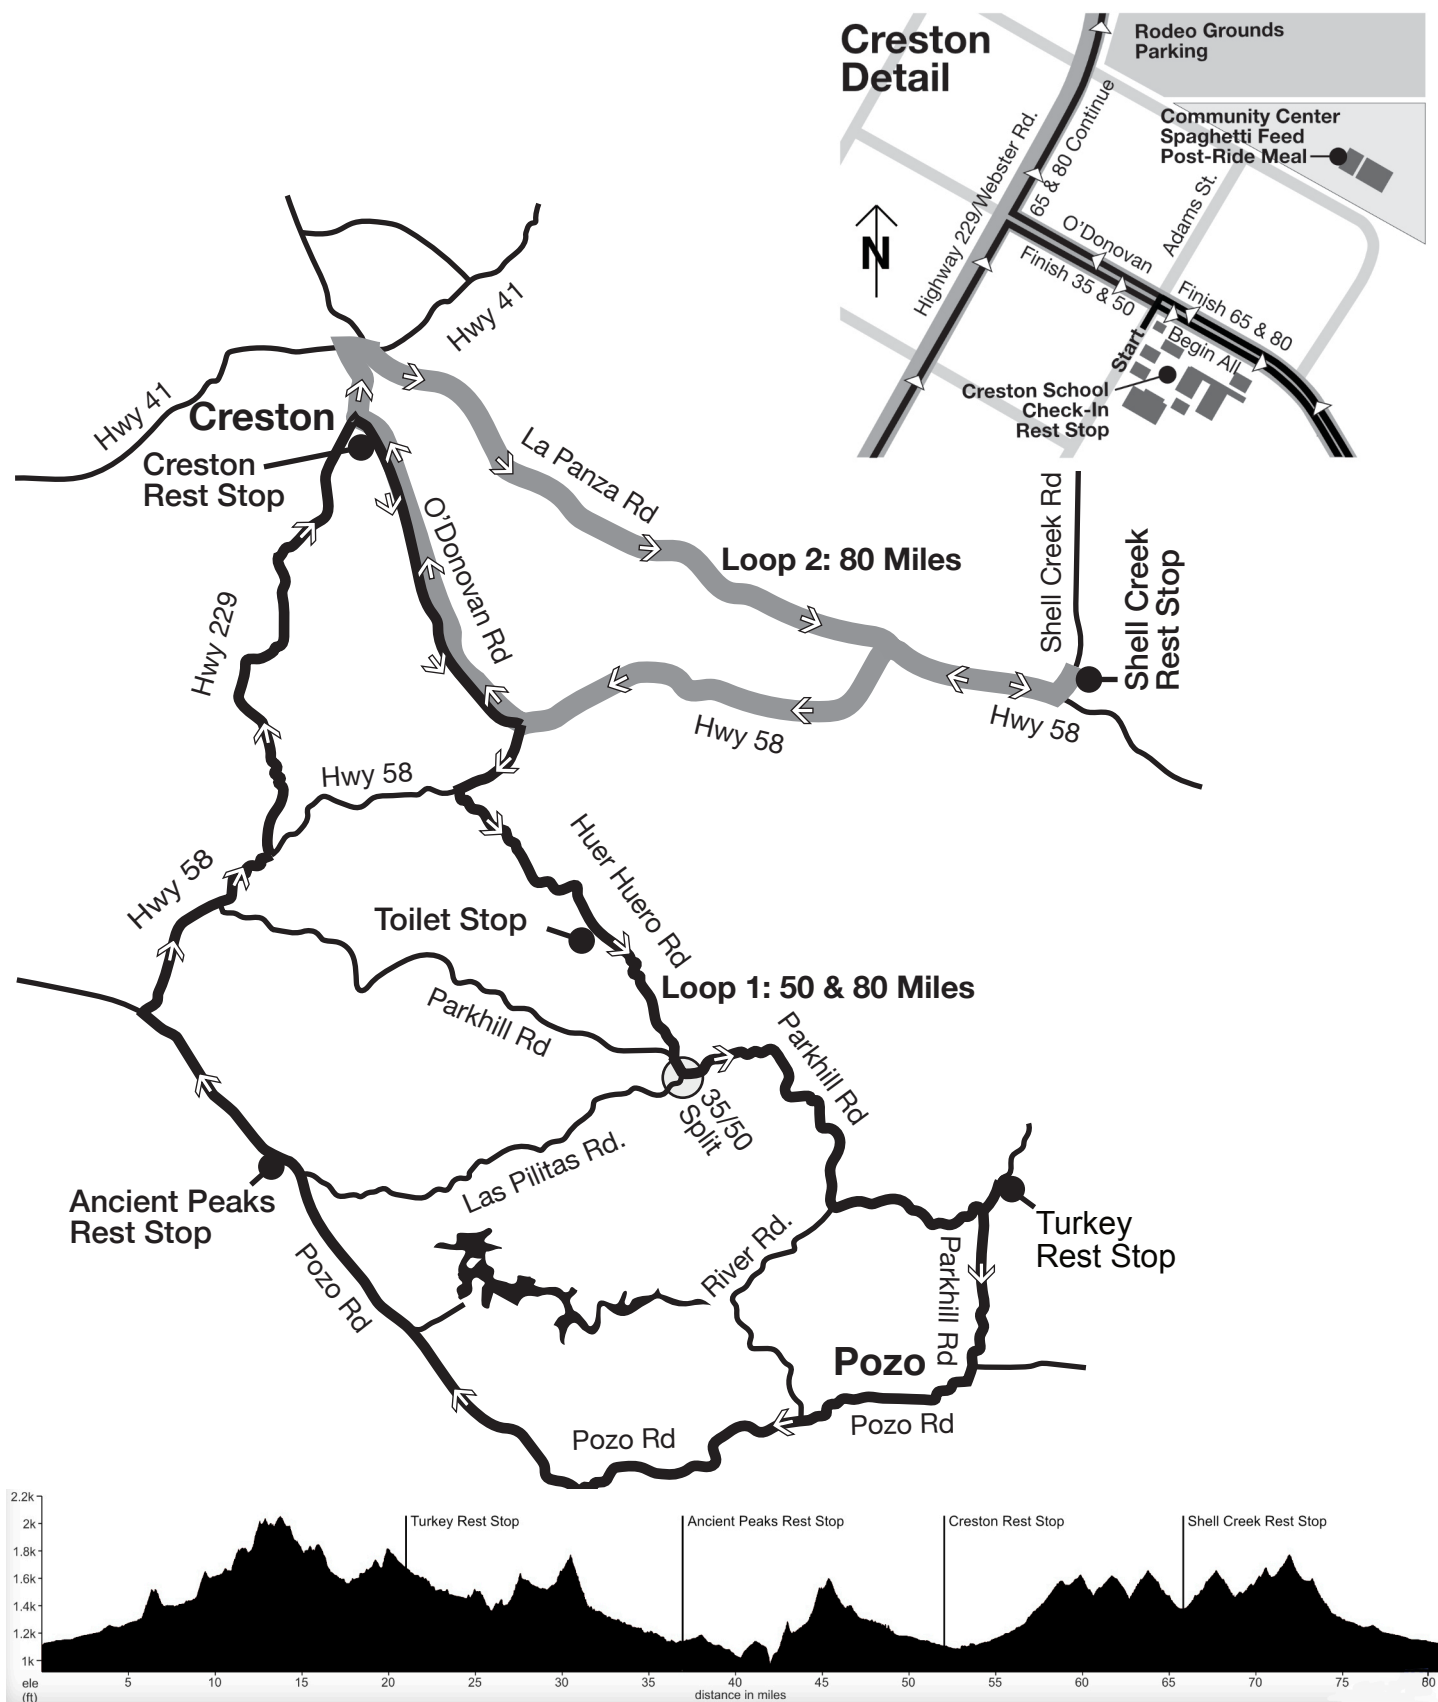 Creston
Detail
Rodeo Grounds
Parking
Community Center
Spaghetti Feed
Post-Ride Meal
Highway 229/Webster Rd.
65 & 80 Continue
Adams St.
O'Donovan
Finish 35 & 50
Finish 65 & 80
Begin All
Start
N
Creston School
Check-In
Rest Stop
Hwy 41
Hwy 41
Creston
Creston
Rest Stop
La Panza Rd
O'Donovan Rd
Loop 2: 80 Miles
Shell Creek Rd
Shell Creek
Rest Stop
Hwy 229
Hwy 58
Hwy 58
Hwy 58
Hwy 58
Huer Huero Rd
Toilet Stop
Loop 1: 50 & 80 Miles
Parkhill Rd
Parkhill Rd
35/50
Split
Las Pilitas Rd.
Ancient Peaks
Rest Stop
Turkey
Rest Stop
River Rd.
Parkhill Rd
Pozo Rd
Pozo
Pozo Rd
Pozo Rd
2.2k
2k
1.8k
1.6k
1.4k
1.2k
1k
Turkey Rest Stop
Ancient Peaks Rest Stop
Creston Rest Stop
Shell Creek Rest Stop
ele
(ft)
5 10 15 20 25 30 35 40 45 50 55 60 65 70 75 80
distance in miles